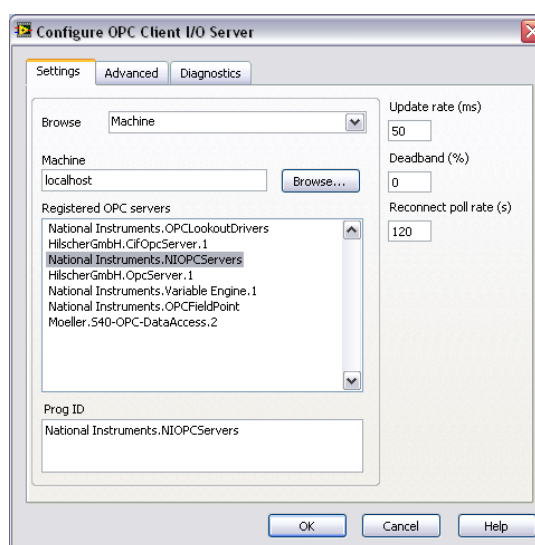 Configure OPC Client I/O Server
Settings
Advanced
Diagnostics
Browse
Machine
Machine
localhost
Browse...
Registered OPC servers
National Instruments.OPCLookoutDrivers
HilscherGmbH.CifOpcServer.1
National Instruments.NIOPCServers
HilscherGmbH.OpcServer.1
National Instruments.Variable Engine.1
National Instruments.OPCFieldPoint
Moeller.S40-OPC-DataAccess.2
Prog ID
National Instruments.NIOPCServers
Update rate (ms)
50
Deadband (%)
0
Reconnect poll rate (s)
120
OK
Cancel
Help